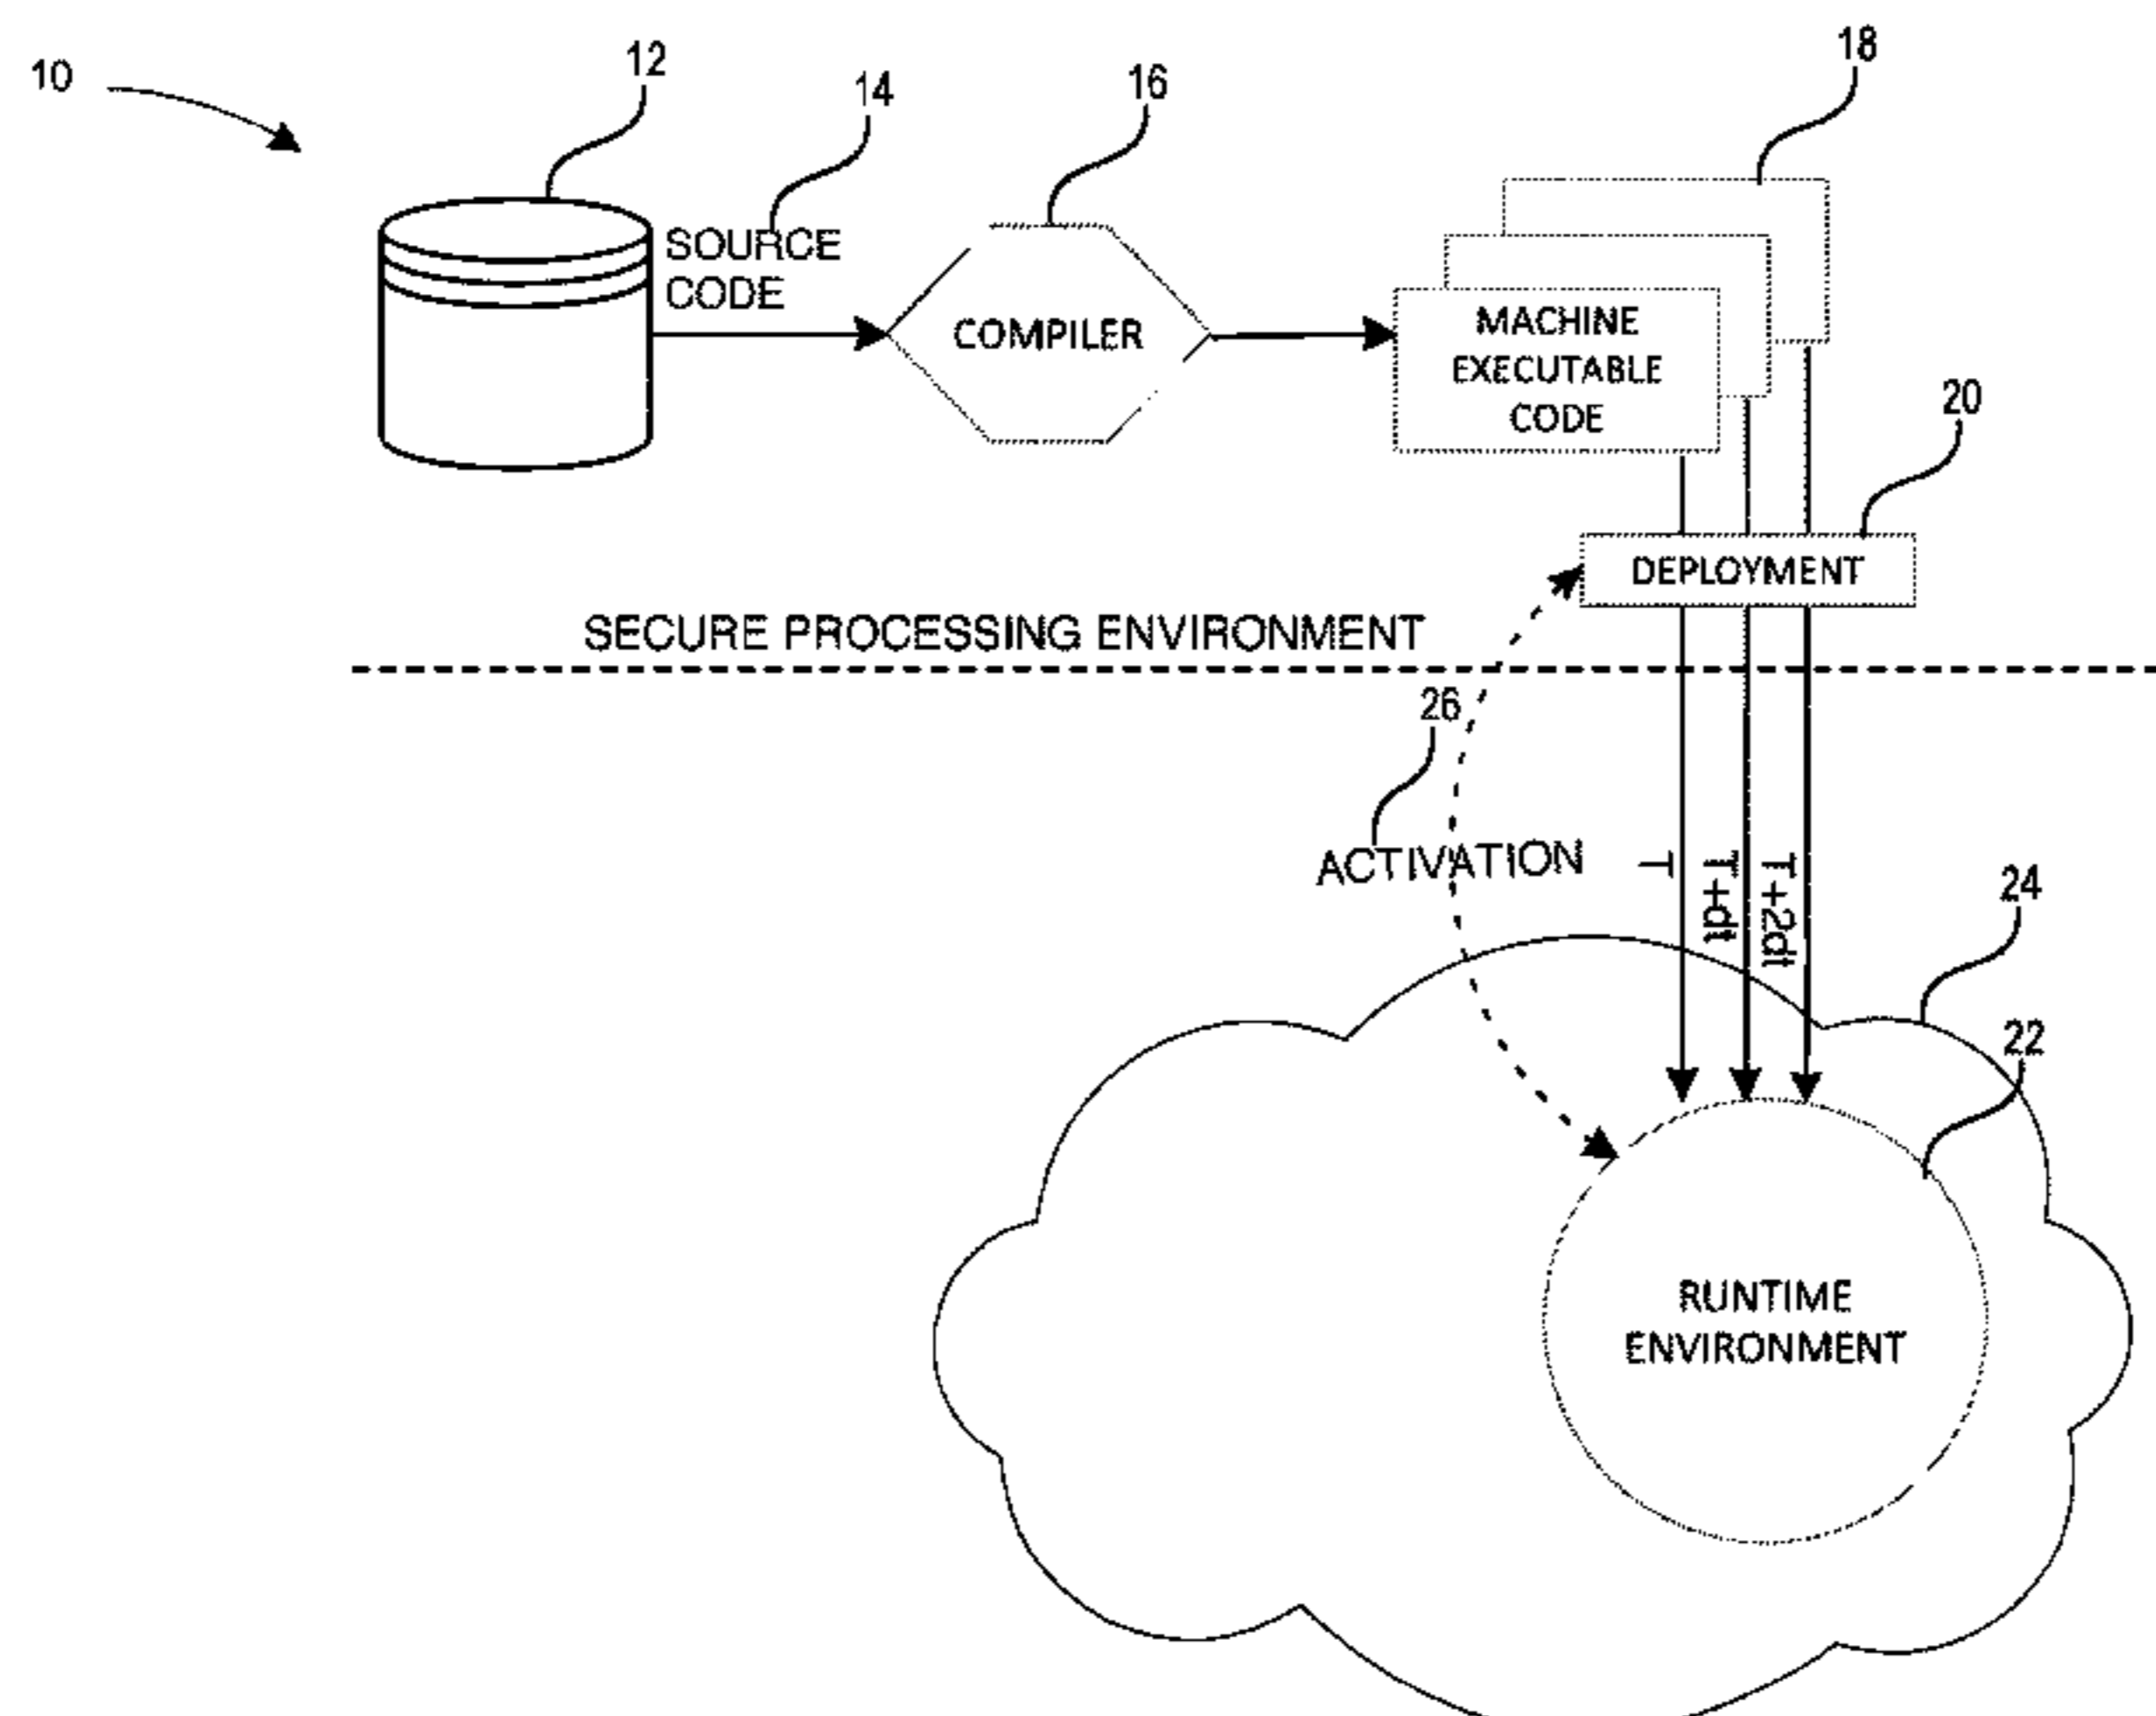 10
12
14
16
18
SOURCE
CODE
COMPILER
MACHINE
EXECUTABLE
CODE
20
DEPLOYMENT
SECURE PROCESSING ENVIRONMENT
26
ACTIVATION
T
T+dt
T+2dt
24
22
RUNTIME
ENVIRONMENT